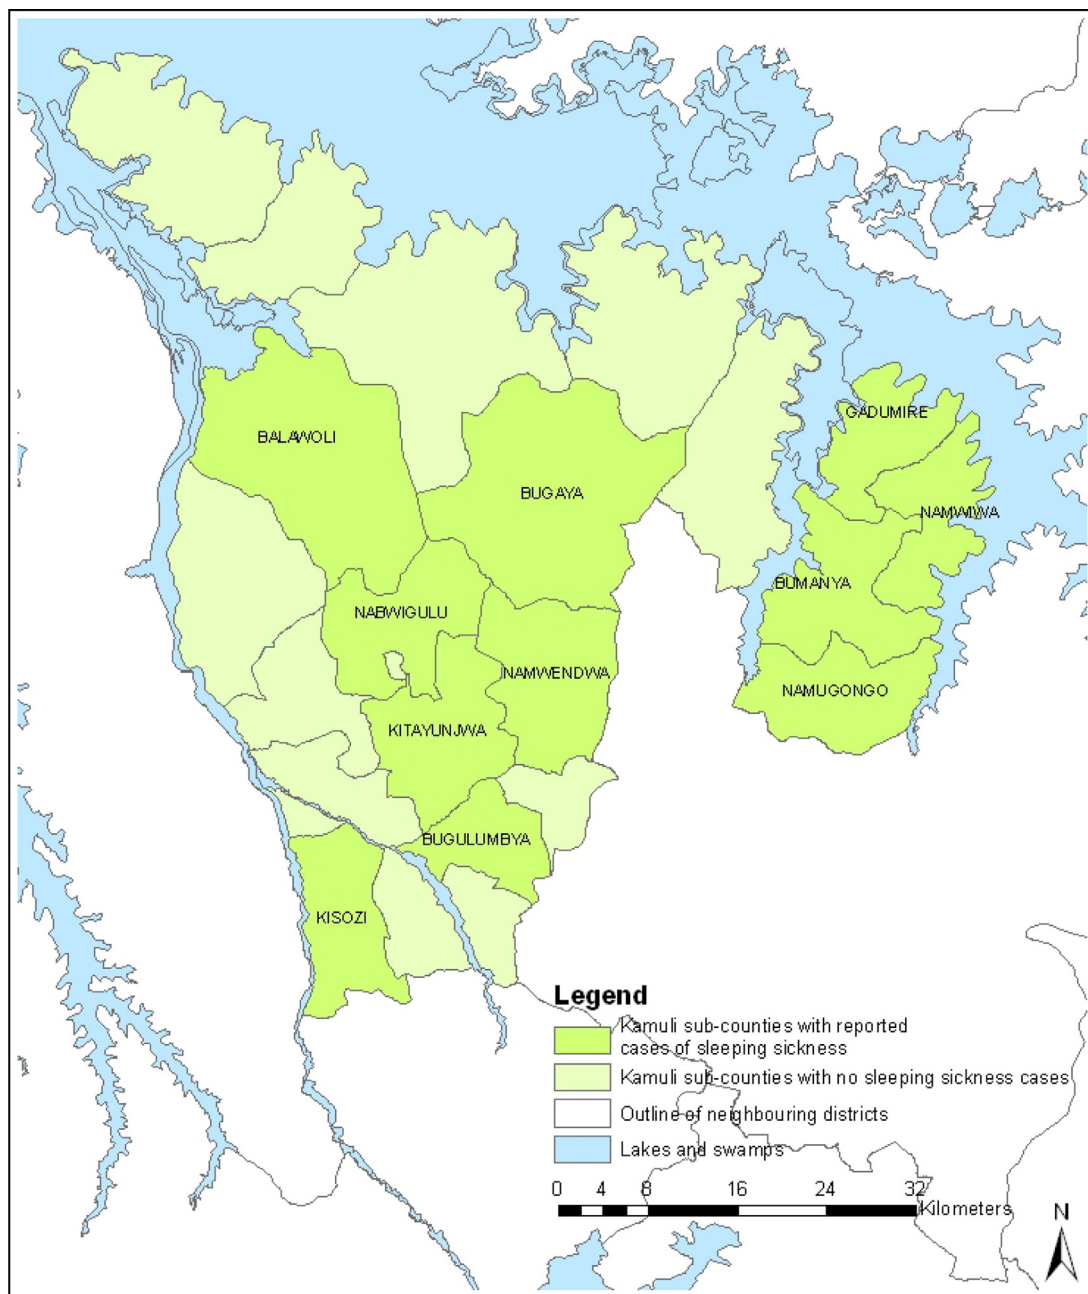 GADUMIRE
BALAWOLI
BUGAYA
NAMWIWA
BUMANYA
NABWIGULU
NAMWENDWA
NAMUGONGO
KITAYUNJWA
BUGULUMBYA
KISOZI
Legend
Kamuli sub-counties with reported
cases of sleeping sickness
Kamuli sub-counties with no sleeping sickness cases
Outline of neighbouring districts
Lakes and swamps
0 4 8 16 24 32
Kilometers
N